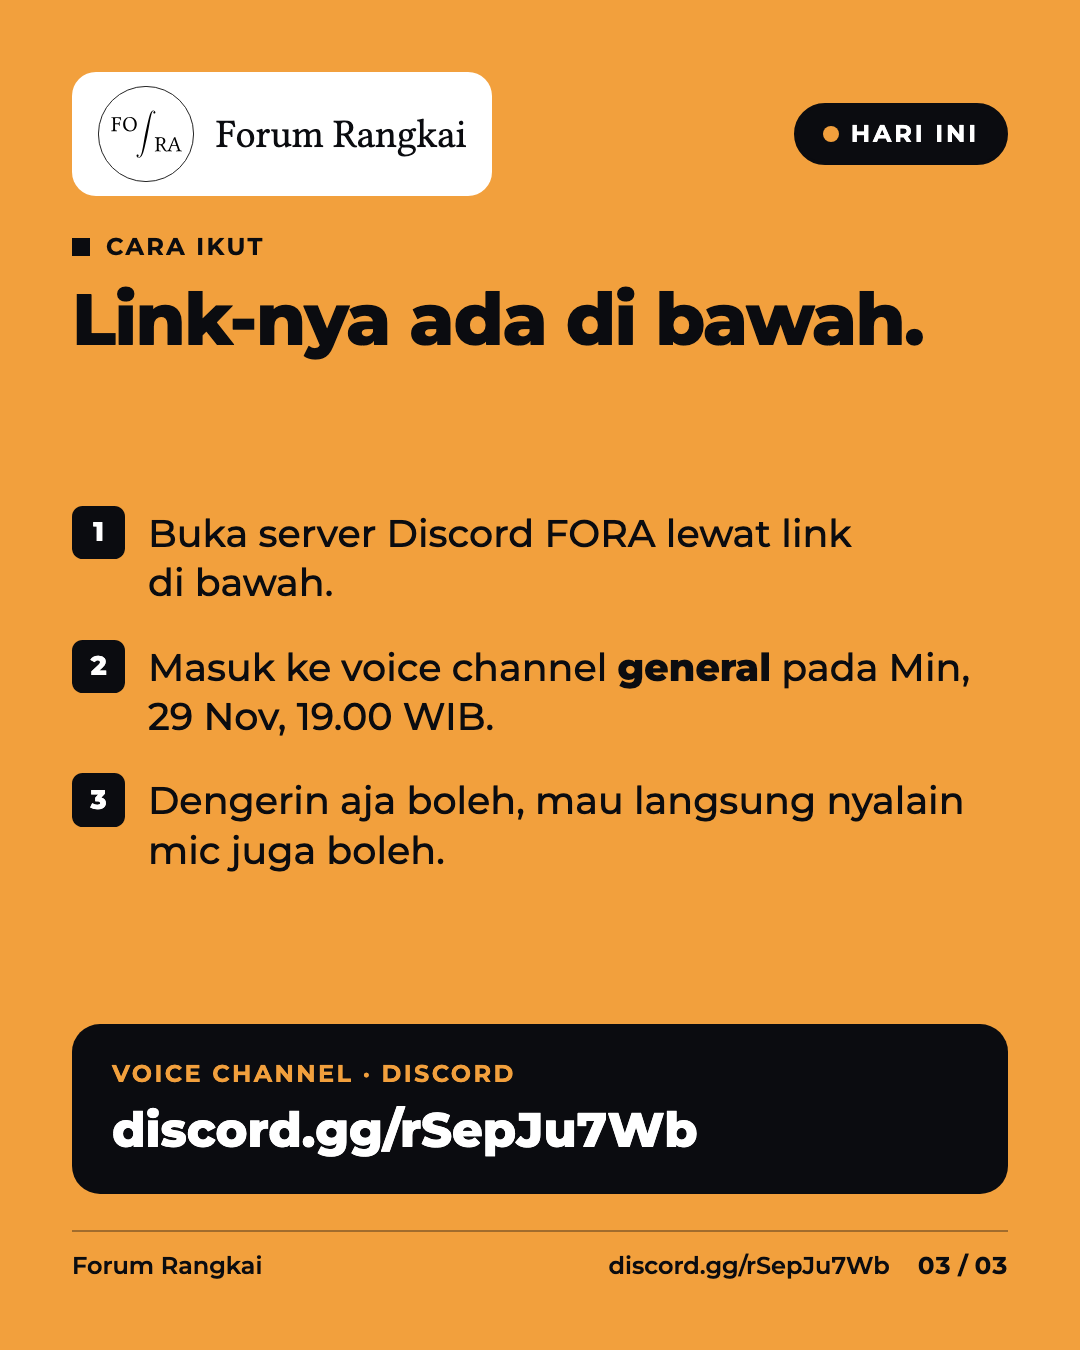 FO
RA
Forum Rangkai
HARI INI
CARA IKUT
Link-nya ada di bawah.
1
Buka server Discord FORA lewat link
di bawah.
2
Masuk ke voice channel general pada Min,
29 Nov, 19.00 WIB.
3
Dengerin aja boleh, mau langsung nyalain
mic juga boleh.
VOICE CHANNEL · DISCORD
discord.gg/rSepJu7Wb
Forum Rangkai
discord.gg/rSepJu7Wb
03 / 03